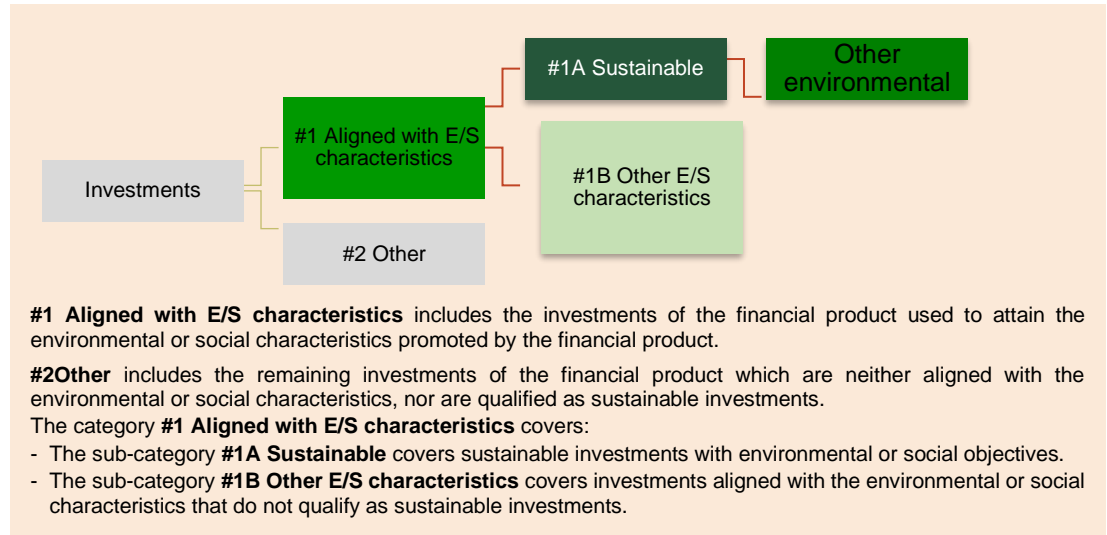 Other
environmental
#1A Sustainable
#1 Aligned with E/S
characteristics
#1B Other E/S
characteristics
Investments
#2 Other
#1 Aligned with E/S characteristics includes the investments of the financial product used to attain the
environmental or social characteristics promoted by the financial product.
#2Other includes the remaining investments of the financial product which are neither aligned with the
environmental or social characteristics, nor are qualified as sustainable investments.
The category #1 Aligned with E/S characteristics covers:
- The sub-category #1A Sustainable covers sustainable investments with environmental or social objectives.
- The sub-category #1B Other E/S characteristics covers investments aligned with the environmental or social
characteristics that do not qualify as sustainable investments.